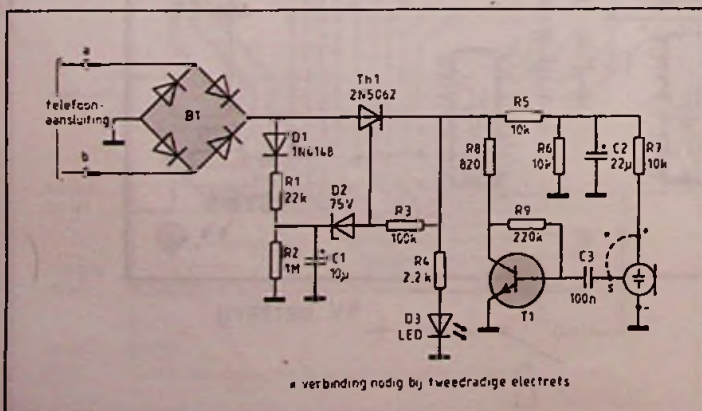 a
telefoon-
aansluiting
B1
b
Th1
2N5062
D1
1N4148
R1
22k
D2
75V
R2
1M
C1
10µ
R3
100k
R4
2.2k
D3
LED
R5
10k
R8
820
R6
10k
C2
22µ
R7
10k
R9
220k
C3
100n
T1
s
verbinding nodig bij tweedradige electrets
9V battery